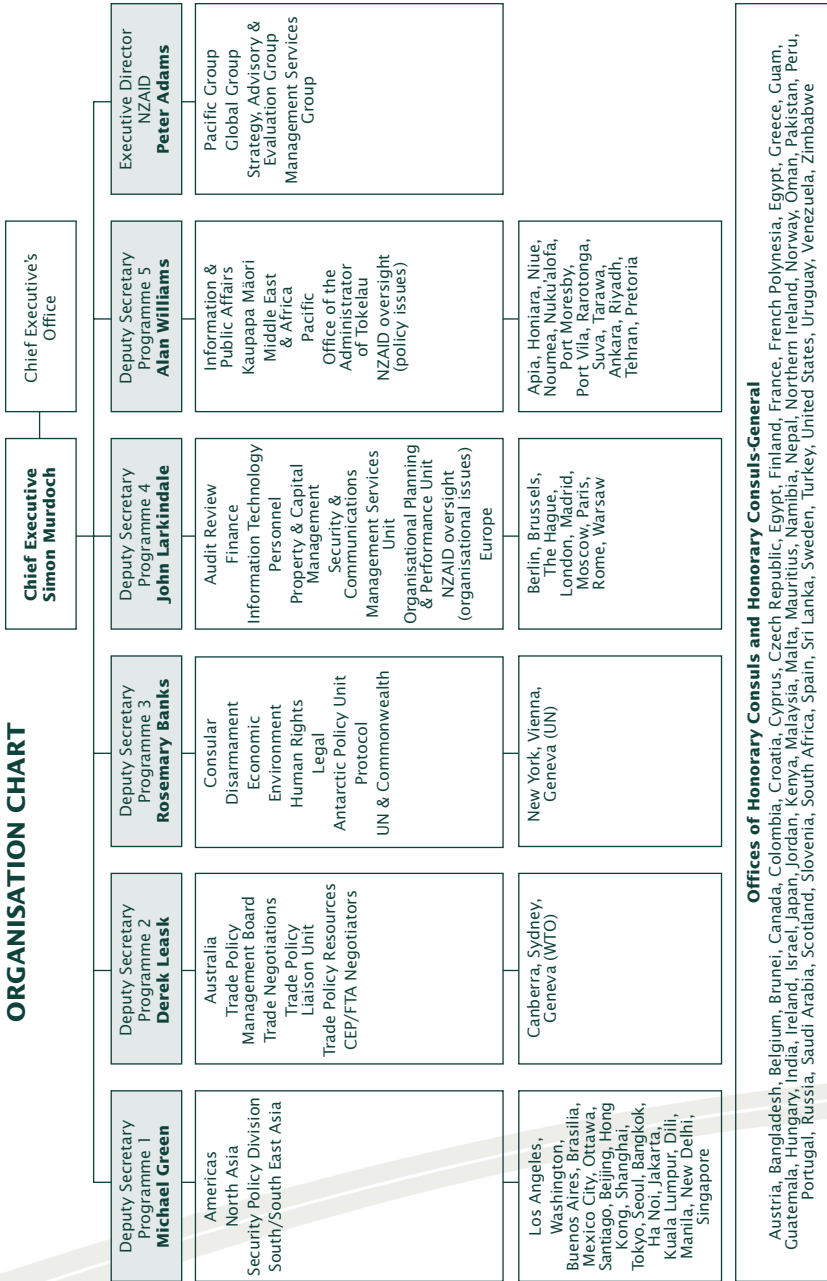 ORGANISATION CHART
Chief Executive
Simon Murdoch
Chief Executive's
Office
Deputy Secretary
Programme 1
Michael Green
Americas
North Asia
Security Policy Division
South/South East Asia
Los Angeles,
Washington,
Buenos Aires, Brasilia,
Mexico City, Ottawa,
Santiago, Beijing, Hong
Kong, Shanghai,
Tokyo, Seoul, Bangkok,
Ha Noi, Jakarta,
Kuala Lumpur, Dili,
Manila, New Delhi,
Singapore
Deputy Secretary
Programme 2
Derek Leask
Australia
Trade Policy
Management Board
Trade Negotiations
Trade Policy
Liaison Unit
Trade Policy Resources
CEP/FTA Negotiators
Canberra, Sydney,
Geneva (WTO)
Deputy Secretary
Programme 3
Rosemary Banks
Consular
Disarmament
Economic
Environment
Human Rights
Legal
Antarctic Policy Unit
Protocol
UN & Commonwealth
New York, Vienna,
Geneva (UN)
Deputy Secretary
Programme 4
John Larkindale
Audit Review
Finance
Information Technology
Personnel
Property & Capital
Management
Security &
Communications
Management Services
Unit
Organisational Planning
& Performance Unit
NZAID oversight
(organisational issues)
Europe
Berlin, Brussels,
The Hague,
London, Madrid,
Moscow, Paris,
Rome, Warsaw
Deputy Secretary
Programme 5
Alan Williams
Information &
Public Affairs
Kaupapa Māori
Middle East
& Africa
Pacific
Office of the
Administrator
of Tokelau
NZAID oversight
(policy issues)
Apia, Honiara, Niue,
Noumea, Nuku'alofa,
Port Moresby,
Port Vila, Rarotonga,
Suva, Tarawa,
Ankara, Riyadh,
Tehran, Pretoria
Executive Director
NZAID
Peter Adams
Pacific Group
Global Group
Strategy, Advisory &
Evaluation Group
Management Services
Group
Offices of Honorary Consuls and Honorary Consuls-General
Austria, Bangladesh, Belgium, Brunei, Canada, Colombia, Croatia, Cyprus, Czech Republic, Egypt, Finland, France, French Polynesia, Egypt, Greece, Guam,
Guatemala, Hungary, India, Ireland, Israel, Japan, Jordan, Kenya, Malaysia, Malta, Mauritius, Namibia, Nepal, Northern Ireland, Norway, Oman, Pakistan, Peru,
Portugal, Russia, Saudi Arabia, Scotland, Slovenia, South Africa, Spain, Sri Lanka, Sweden, Turkey, United States, Uruguay, Venezuela, Zimbabwe